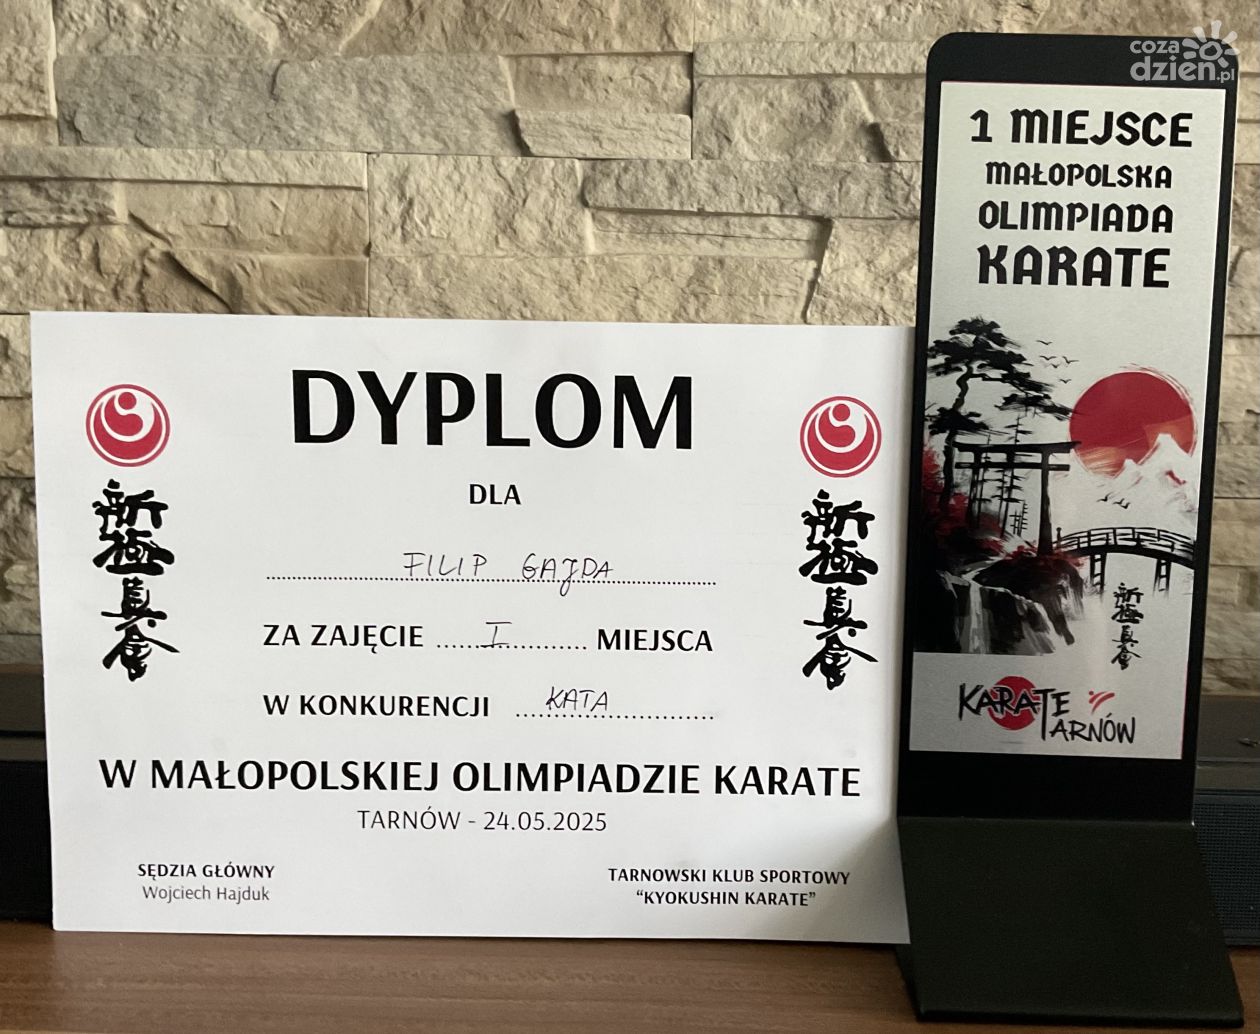 coza
dzien.pl
1 MIEJSCE
MAŁOPOLSKA
OLIMPIADA
KARATE
新極真會
KARATE
TARNÓW
DYPLOM
DLA
FILIP GAJDA
ZA ZAJĘCIE ....I.... MIEJSCA
W KONKURENCJI KATA
W MAŁOPOLSKIEJ OLIMPIADZIE KARATE
TARNÓW - 24.05.2025
SĘDZIA GŁÓWNY
Wojciech Hajduk
TARNOWSKI KLUB SPORTOWY
“KYOKUSHIN KARATE”
新極真會
新極真會